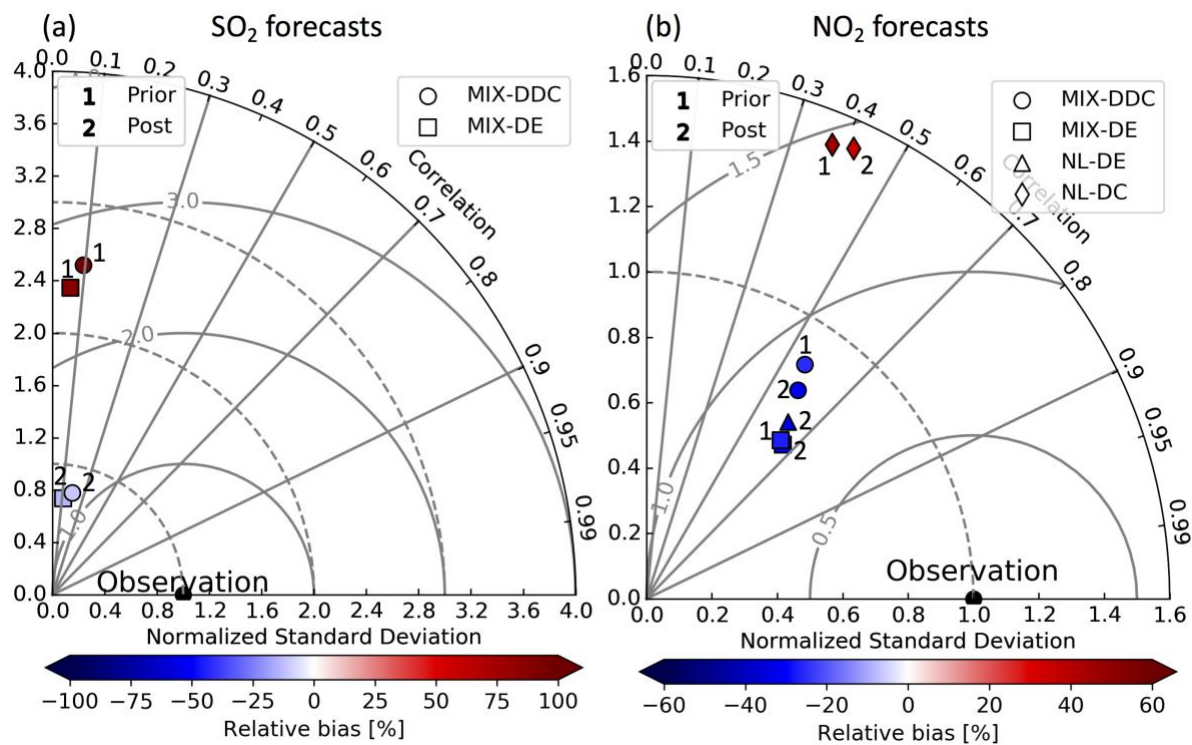 (a) SO2 forecasts
0.0 0.1 0.2 0.3 0.4 0.5 0.6 0.7 0.8 0.9 0.95 0.99
Correlation
1 Prior
2 Post
MIX-DDC
MIX-DE
4.0
3.6
3.2
2.8
2.4
2.0
1.6
1.2
0.8
0.4
0.0
3.0
2.0
1.0
1 1
2 2
Observation
0.0 0.4 0.8 1.2 1.6 2.0 2.4 2.8 3.2 3.6 4.0
Normalized Standard Deviation
−100 −75 −50 −25 0 25 50 75 100
Relative bias [%]
(b) NO2 forecasts
0.0 0.1 0.2 0.3 0.4 0.5 0.6 0.7 0.8 0.9 0.95 0.99
Correlation
1 Prior
2 Post
MIX-DDC
MIX-DE
NL-DE
NL-DC
1.6
1.4
1.2
1.0
0.8
0.6
0.4
0.2
0.0
1.5
1.0
0.5
1 2
1
2
2
1
2
Observation
0.0 0.2 0.4 0.6 0.8 1.0 1.2 1.4 1.6
Normalized Standard Deviation
−60 −40 −20 0 20 40 60
Relative bias [%]